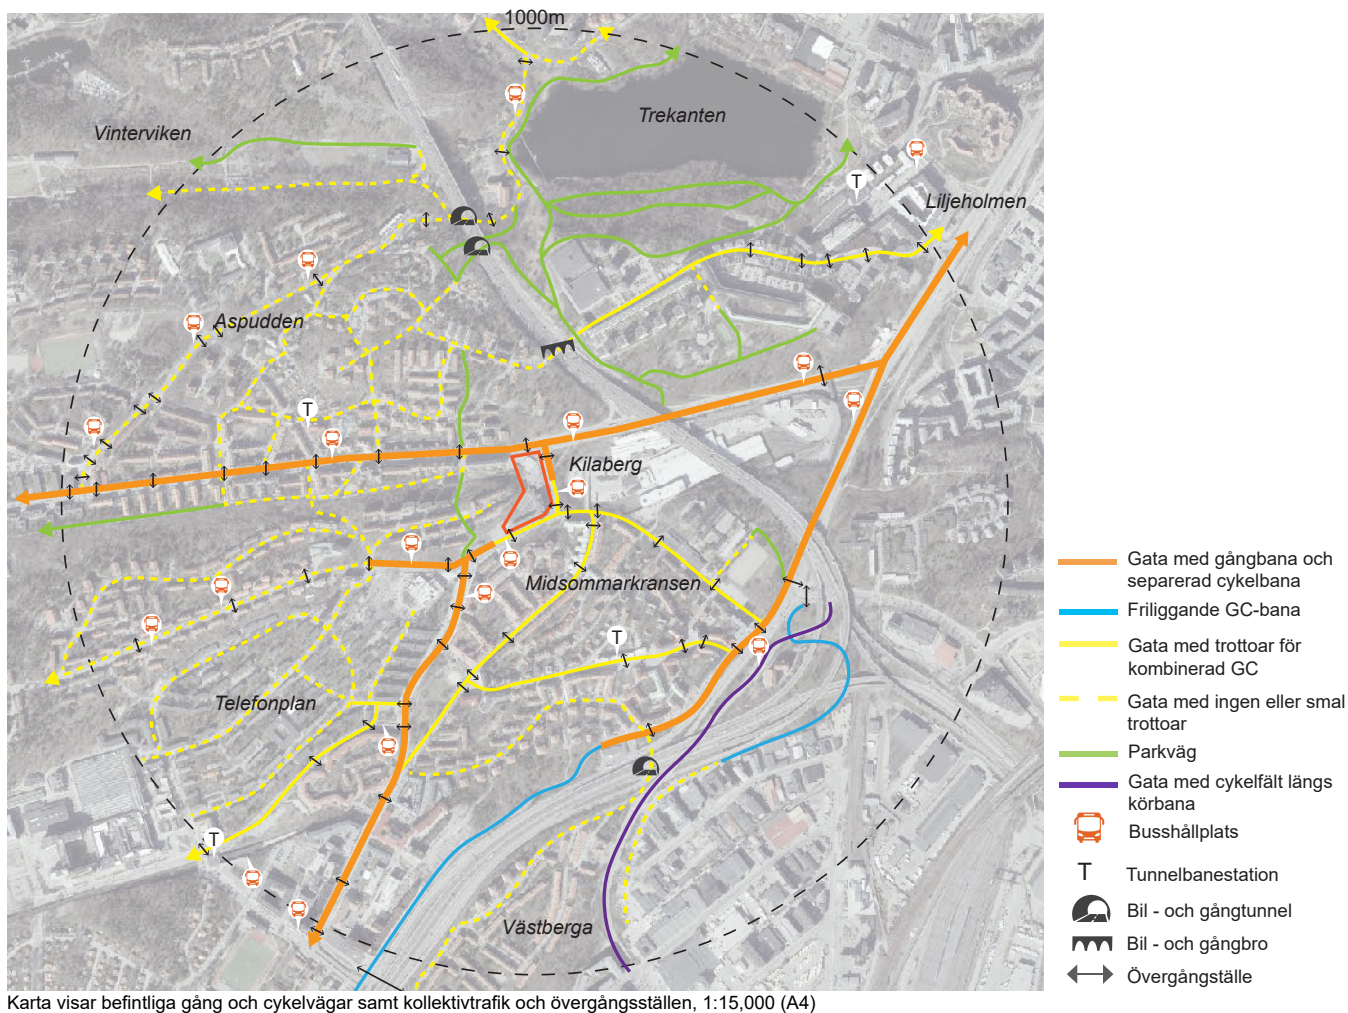 1000m
Vinterviken
Trekanten
T
Liljeholmen
Aspudden
T
Kilaberg
Midsommarkransen
T
Telefonplan
T
Västberga
Gata med gångbana och
separerad cykelbana
Friliggande GC-bana
Gata med trottoar för
kombinerad GC
Gata med ingen eller smal
trottoar
Parkväg
Gata med cykelfält längs
körbana
Busshållplats
T Tunnelbanestation
Bil - och gångtunnel
Bil - och gångbro
Övergångställe
Karta visar befintliga gång och cykelvägar samt kollektivtrafik och övergångsställen, 1:15,000 (A4)